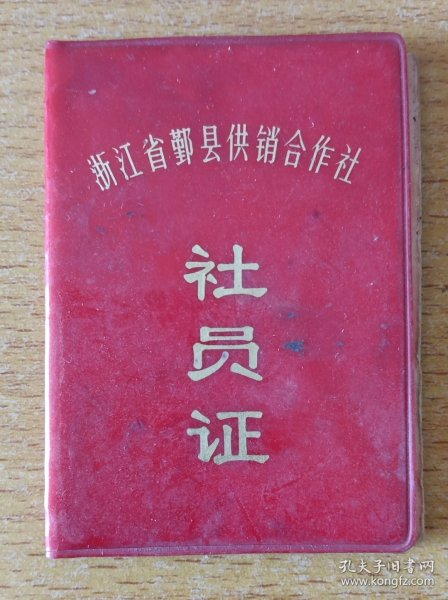 浙江省鄞县供销合作社
社
员
证
孔夫子旧书网
www.kongfz.com